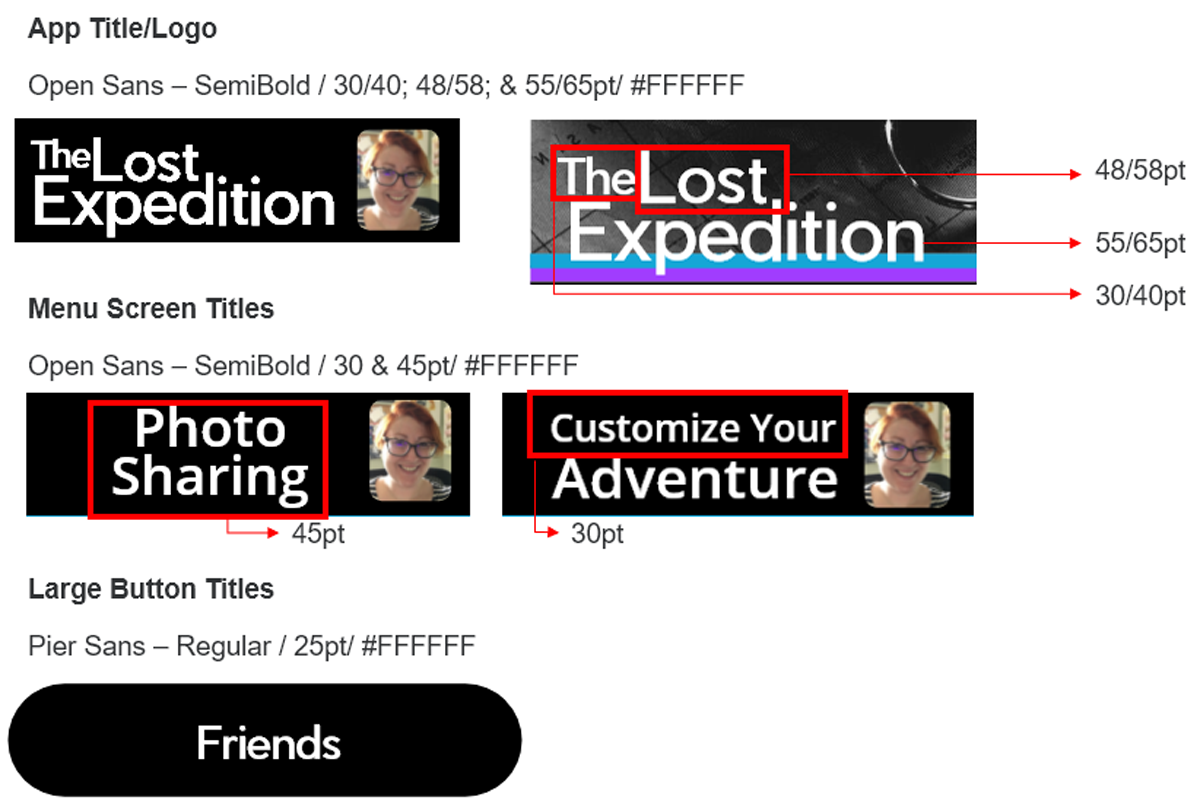 App Title/Logo
Open Sans – SemiBold / 30/40; 48/58; & 55/65pt/ #FFFFFF
The Lost
Expedition
The Lost
Expedition
48/58pt
55/65pt
30/40pt
Menu Screen Titles
Open Sans – SemiBold / 30 & 45pt/ #FFFFFF
Photo
Sharing
45pt
Customize Your
Adventure
30pt
Large Button Titles
Pier Sans – Regular / 25pt/ #FFFFFF
Friends